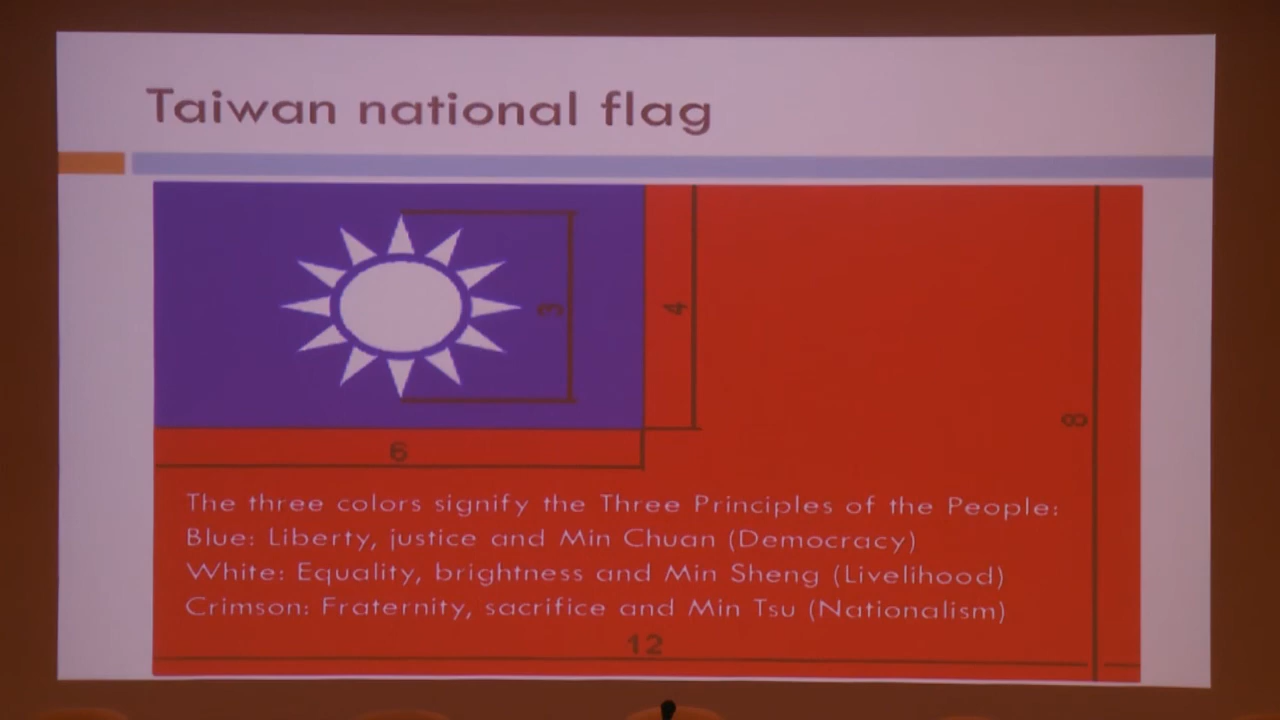 Taiwan national flag
3
4
8
6
The three colors signify the Three Principles of the People:
Blue: Liberty, justice and Min Chuan (Democracy)
White: Equality, brightness and Min Sheng (Livelihood)
Crimson: Fraternity, sacrifice and Min Tsu (Nationalism)
12